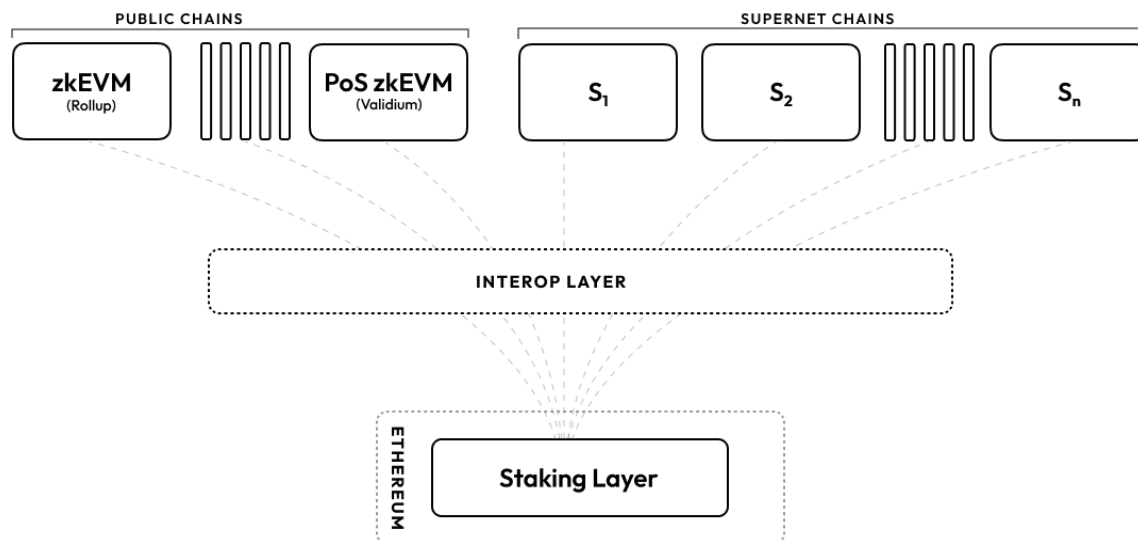 PUBLIC CHAINS
SUPERNET CHAINS
zkEVM
(Rollup)
PoS zkEVM
(Validium)
S1
S2
Sn
INTEROP LAYER
ETHEREUM
Staking Layer